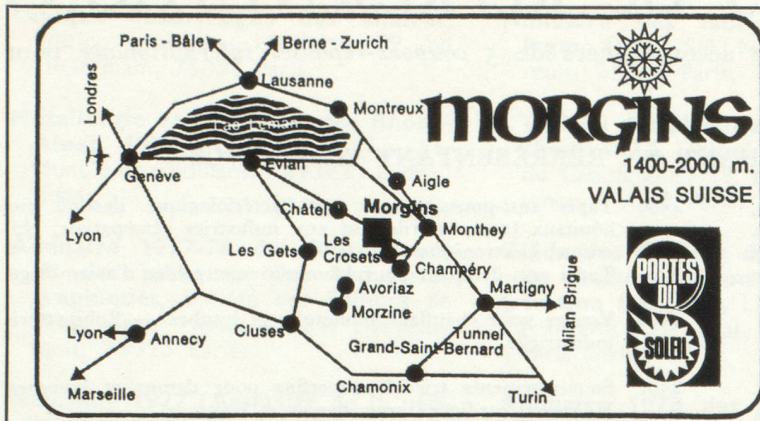 Paris - Bâle
Berne - Zurich
Londres
Lausanne
Montreux
Lac Léman
Genève
Evian
Aigle
Lyon
Châtel
Morgins
Monthey
Les Gets
Les
Crosets
Champéry
Avoriaz
Morzine
Martigny
Milan Brigue
Lyon
Annecy
Cluses
Tunnel
Grand-Saint-Bernard
Marseille
Chamonix
Turin
MORGINS
1400-2000 m.
VALAIS SUISSE
PORTES
DU
SOLEIL